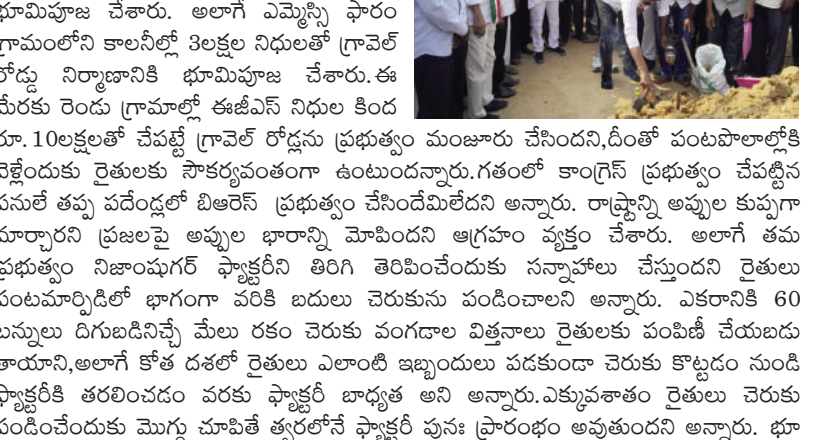 భూమిపూజ చేశారు. అలాగే ఎమ్మెస్సి ఫారం
గ్రామంలోని కాలనీల్లో 3లక్షల నిధులతో గ్రావెల్
రోడ్డు నిర్మాణానికి భూమిపూజ చేశారు.ఈ
మేరకు రెండు గ్రామాల్లో ఈజీఎస్ నిధుల కింద
రూ.10లక్షలతో చేపట్టే గ్రావెల్ రోడ్లను ప్రభుత్వం మంజూరు చేసిందని,దీంతో పంటపొలాల్లోకి
వెళ్లేందుకు రైతులకు సౌకర్యవంతంగా ఉంటుందన్నారు.గతంలో కాంగ్రెస్ ప్రభుత్వం చేపట్టిన
పనులే తప్ప పదేండ్లలో బిఆరెస్ ప్రభుత్వం చేసిందేమిలేదని అన్నారు. రాష్ట్రాన్ని అప్పుల కుప్పగా
మార్చారని ప్రజలపై అప్పుల భారాన్ని మోపిందని ఆగ్రహం వ్యక్తం చేశారు. అలాగే తమ
ప్రభుత్వం నిజాంషుగర్ ఫ్యాక్టరీని తిరిగి తెరిపించేందుకు సన్నాహాలు చేస్తుందని రైతులు
పంటమార్పిడిలో భాగంగా వరికి బదులు చెరుకును పండించాలని అన్నారు. ఎకరానికి 60
టన్నులు దిగుబడినిచ్చే మేలు రకం చెరుకు వంగడాల విత్తనాలు రైతులకు పంపిణీ చేయబడు
తాయాని,అలాగే కోత దశలో రైతులు ఎలాంటి ఇబ్బందులు పడకుండా చెరుకు కొట్టడం నుండి
ఫ్యాక్టరీకి తరలించడం వరకు ఫ్యాక్టరీ బాధ్యత అని అన్నారు.ఎక్కువశాతం రైతులు చెరుకు
పండించేందుకు మొగ్గు చూపితే త్వరలోనే ఫ్యాక్టరీ పునః ప్రారంభం అవుతుందని అన్నారు. భూ